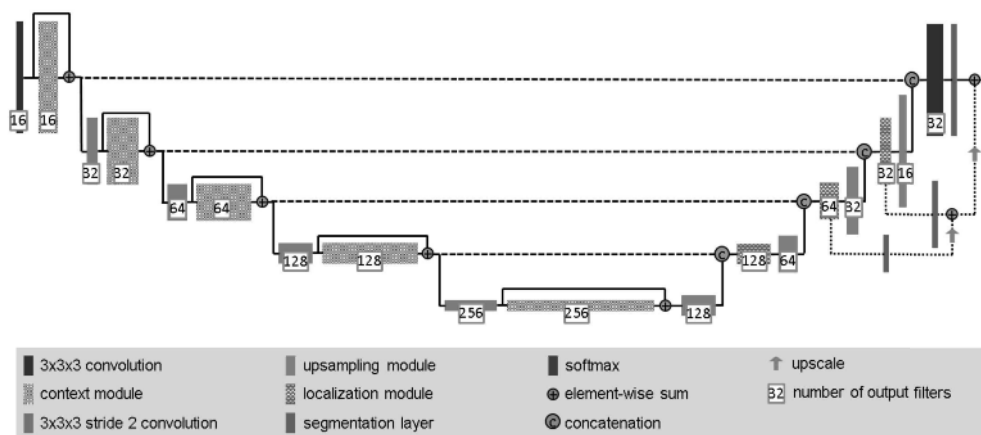 16 16 32
32 32 32 16
64 64 64 32
128 128 128 64
256 256 128
3x3x3 convolution upsampling module softmax upscale
context module localization module element-wise sum 32 number of output filters
3x3x3 stride 2 convolution segmentation layer C concatenation